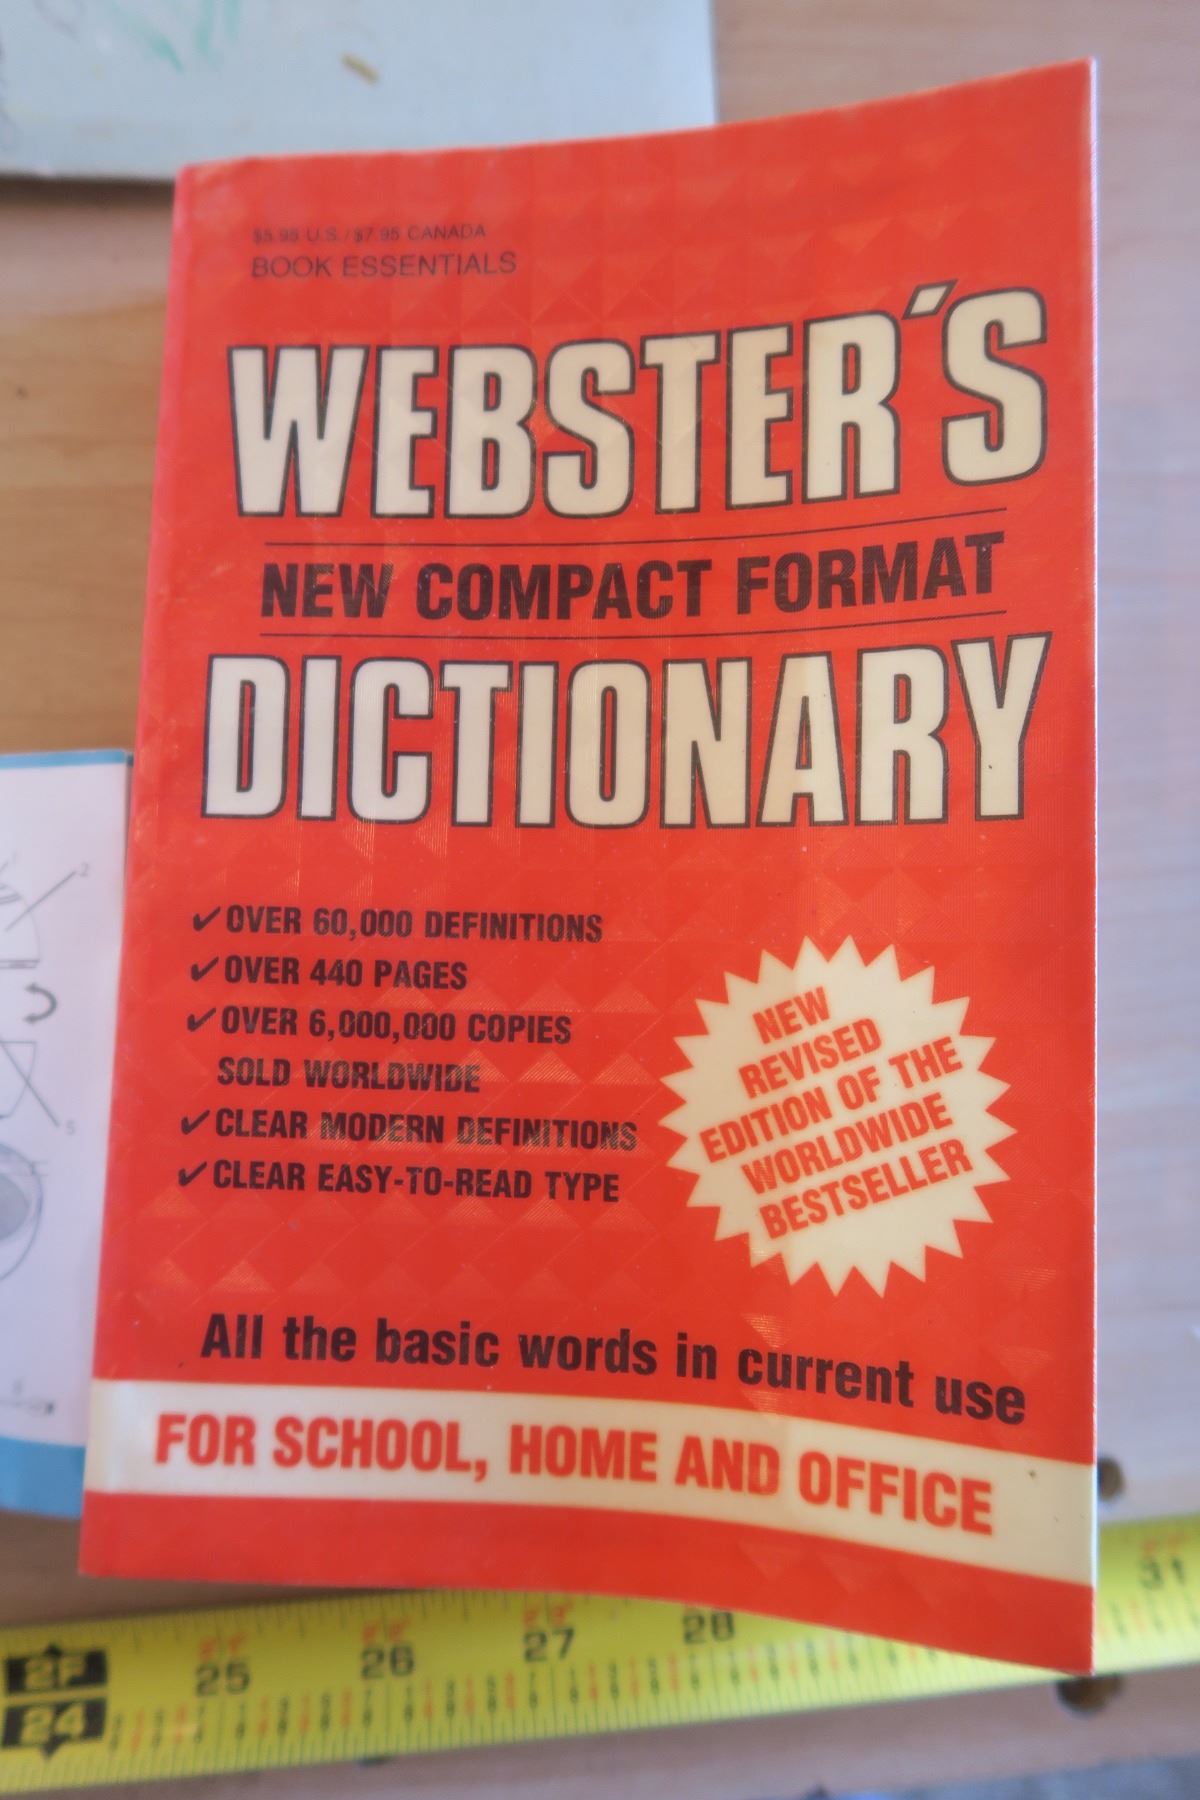 $5.95 U.S./$7.95 CANADA
BOOK ESSENTIALS
WEBSTER'S
NEW COMPACT FORMAT
DICTIONARY
✓OVER 60,000 DEFINITIONS
✓OVER 440 PAGES
✓OVER 6,000,000 COPIES
SOLD WORLDWIDE
✓CLEAR MODERN DEFINITIONS
✓CLEAR EASY-TO-READ TYPE
NEW
REVISED
EDITION OF THE
WORLDWIDE
BESTSELLER
All the basic words in current use
FOR SCHOOL, HOME AND OFFICE
2
5
2F
24
25
26
27
28
31